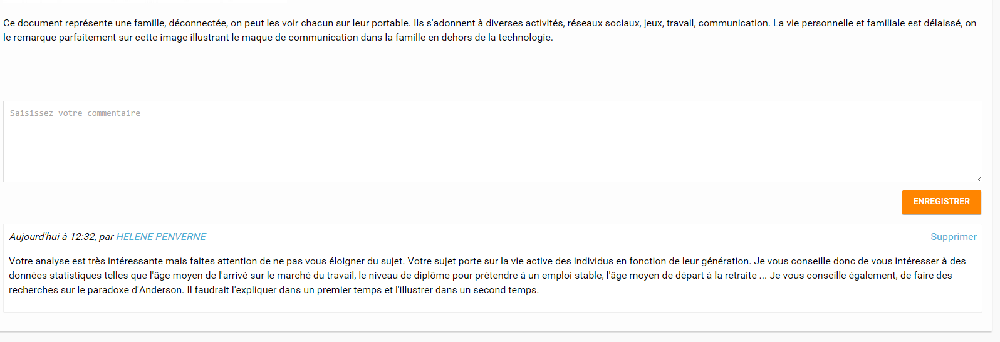 Ce document représente une famille, déconnectée, on peut les voir chacun sur leur portable. Ils s'adonnent à diverses activités, réseaux sociaux, jeux, travail, communication. La vie personnelle et familiale est délaissé, on
le remarque parfaitement sur cette image illustrant le maque de communication dans la famille en dehors de la technologie.
Saisissez votre commentaire
ENREGISTRER
Aujourd'hui à 12:32, par HELENE PENVERNE Supprimer
Votre analyse est très intéressante mais faites attention de ne pas vous éloigner du sujet. Votre sujet porte sur la vie active des individus en fonction de leur génération. Je vous conseille donc de vous intéresser à des
données statistiques telles que l'âge moyen de l'arrivé sur le marché du travail, le niveau de diplôme pour prétendre à un emploi stable, l'âge moyen de départ à la retraite ... Je vous conseille également, de faire des
recherches sur le paradoxe d'Anderson. Il faudrait l'expliquer dans un premier temps et l'illustrer dans un second temps.